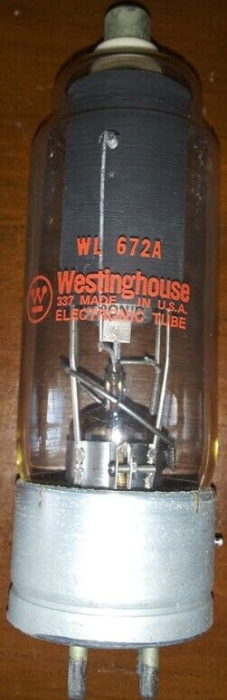 WL 672A
W Westinghouse
337 MADE IN U.S.A.
ELECTRONIC TUBE